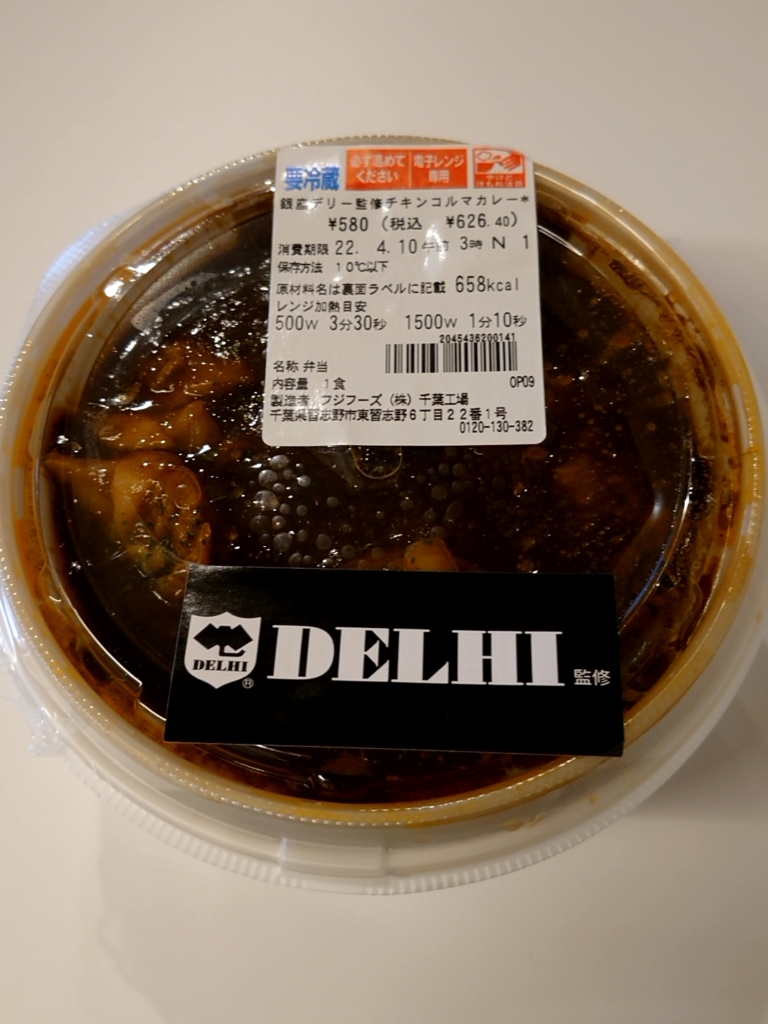 要冷蔵
必ず温めて
ください
電子レンジ
専用
銀座デリー監修チキンコルマカレー*
¥580 (税込 ¥626.40)
消費期限 22. 4.10 午前 3時 N 1
保存方法 10℃以下
原材料名は裏面ラベルに記載 658kcal
レンジ加熱目安
500W 3分30秒 1500W 1分10秒
2045436200141
名称 弁当
内容量 1食
OP09
製造者 フジフーズ（株）千葉工場
千葉県習志野市東習志野6丁目22番1号
0120-130-382
DELHI
®
DELHI 監修